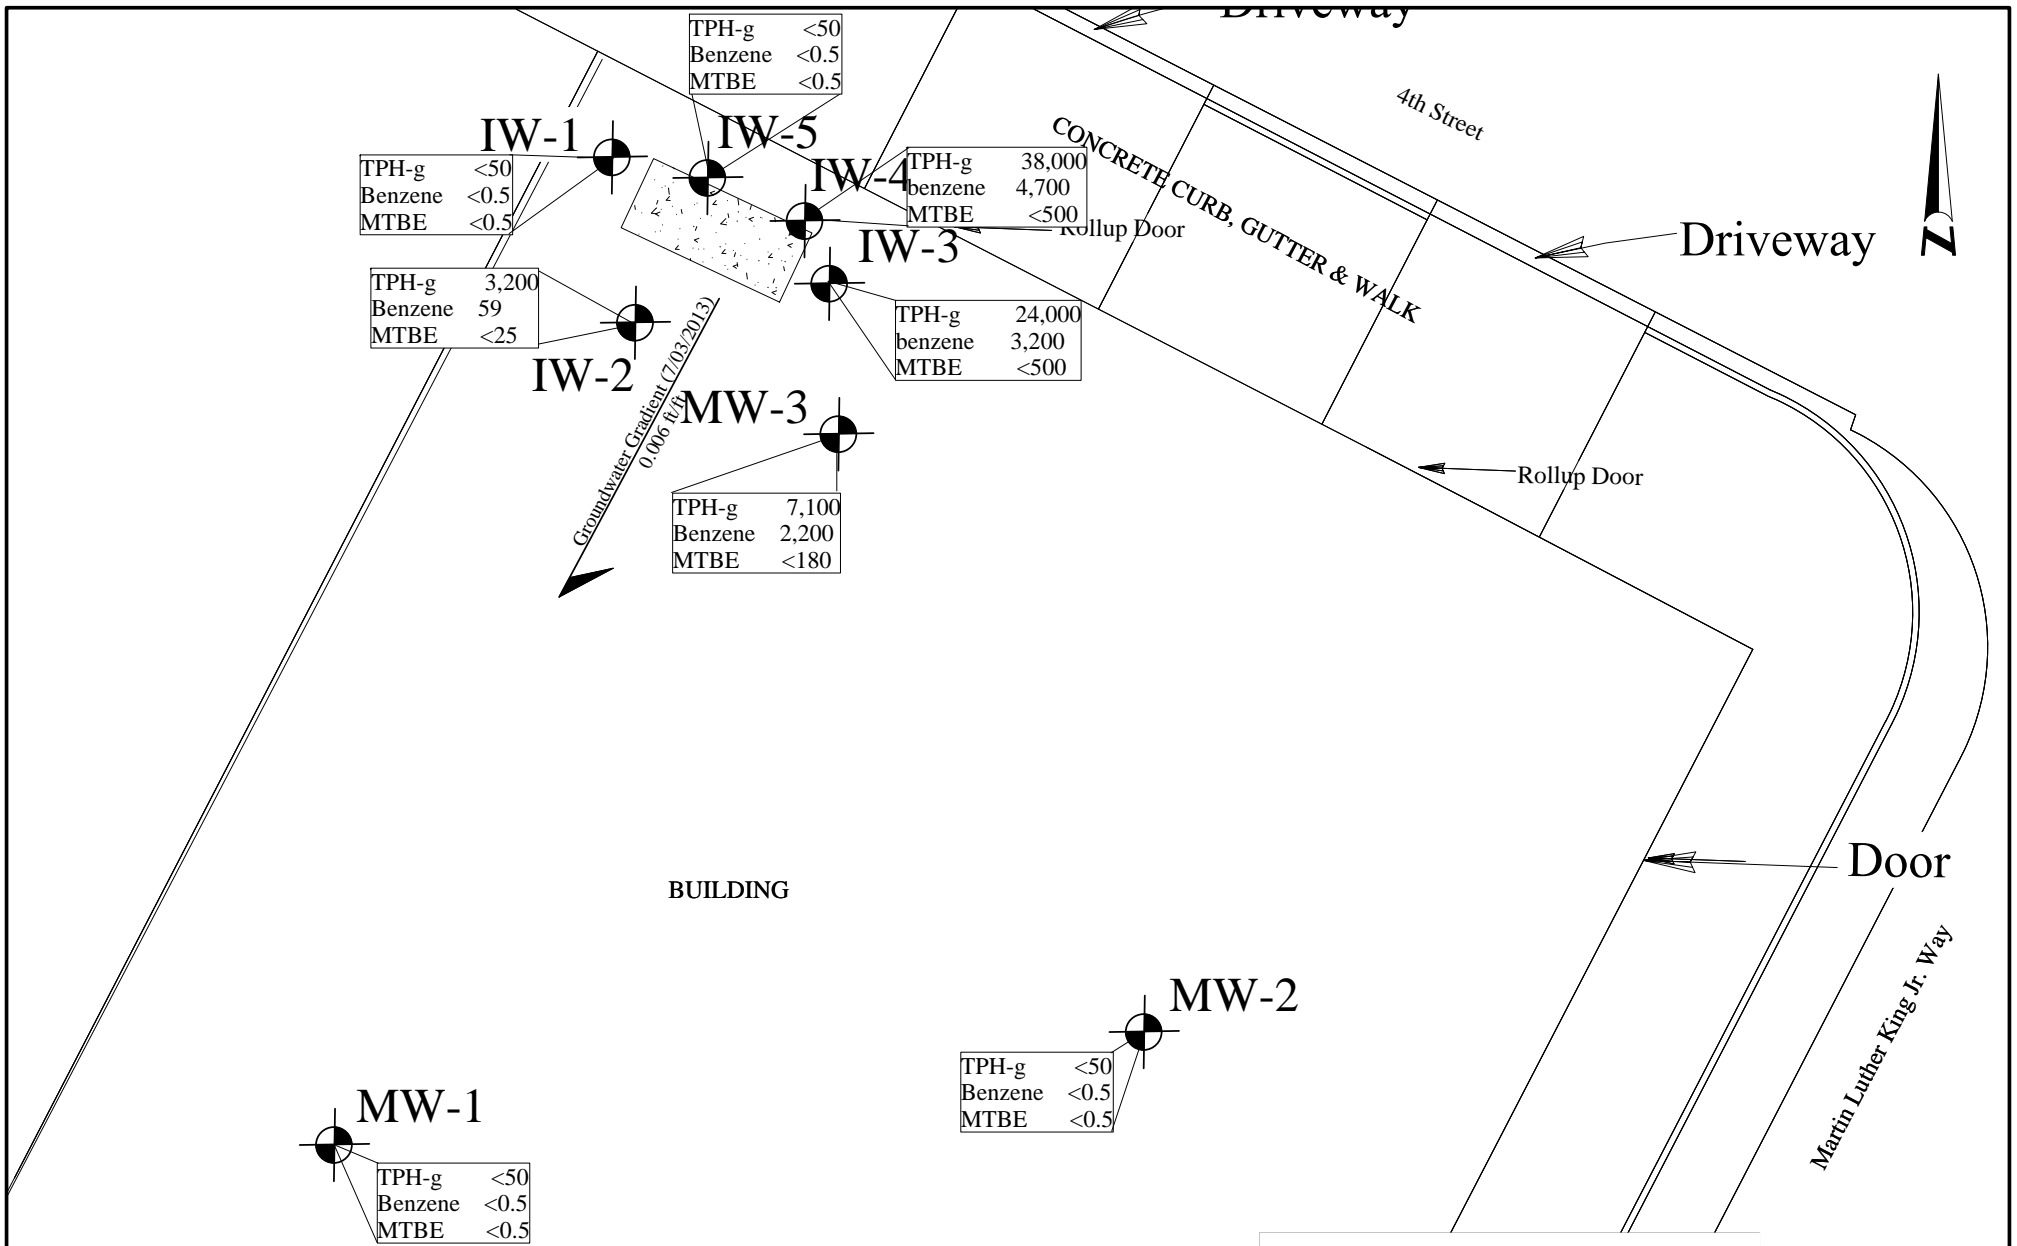 Driveway
TPH-g <50
Benzene <0.5
MTBE <0.5
4th Street
IW-1
IW-5
IW-4
TPH-g <50
Benzene <0.5
MTBE <0.5
TPH-g 38,000
benzene 4,700
MTBE <500
CONCRETE CURB, GUTTER & WALK
Rollup Door
Driveway
N
IW-3
TPH-g 3,200
Benzene 59
MTBE <25
IW-2
TPH-g 24,000
benzene 3,200
MTBE <500
Groundwater Gradient (7/03/2013)
0.006 ft/ft
MW-3
Rollup Door
TPH-g 7,100
Benzene 2,200
MTBE <180
Door
BUILDING
Martin Luther King Jr. Way
MW-2
TPH-g <50
Benzene <0.5
MTBE <0.5
MW-1
TPH-g <50
Benzene <0.5
MTBE <0.5